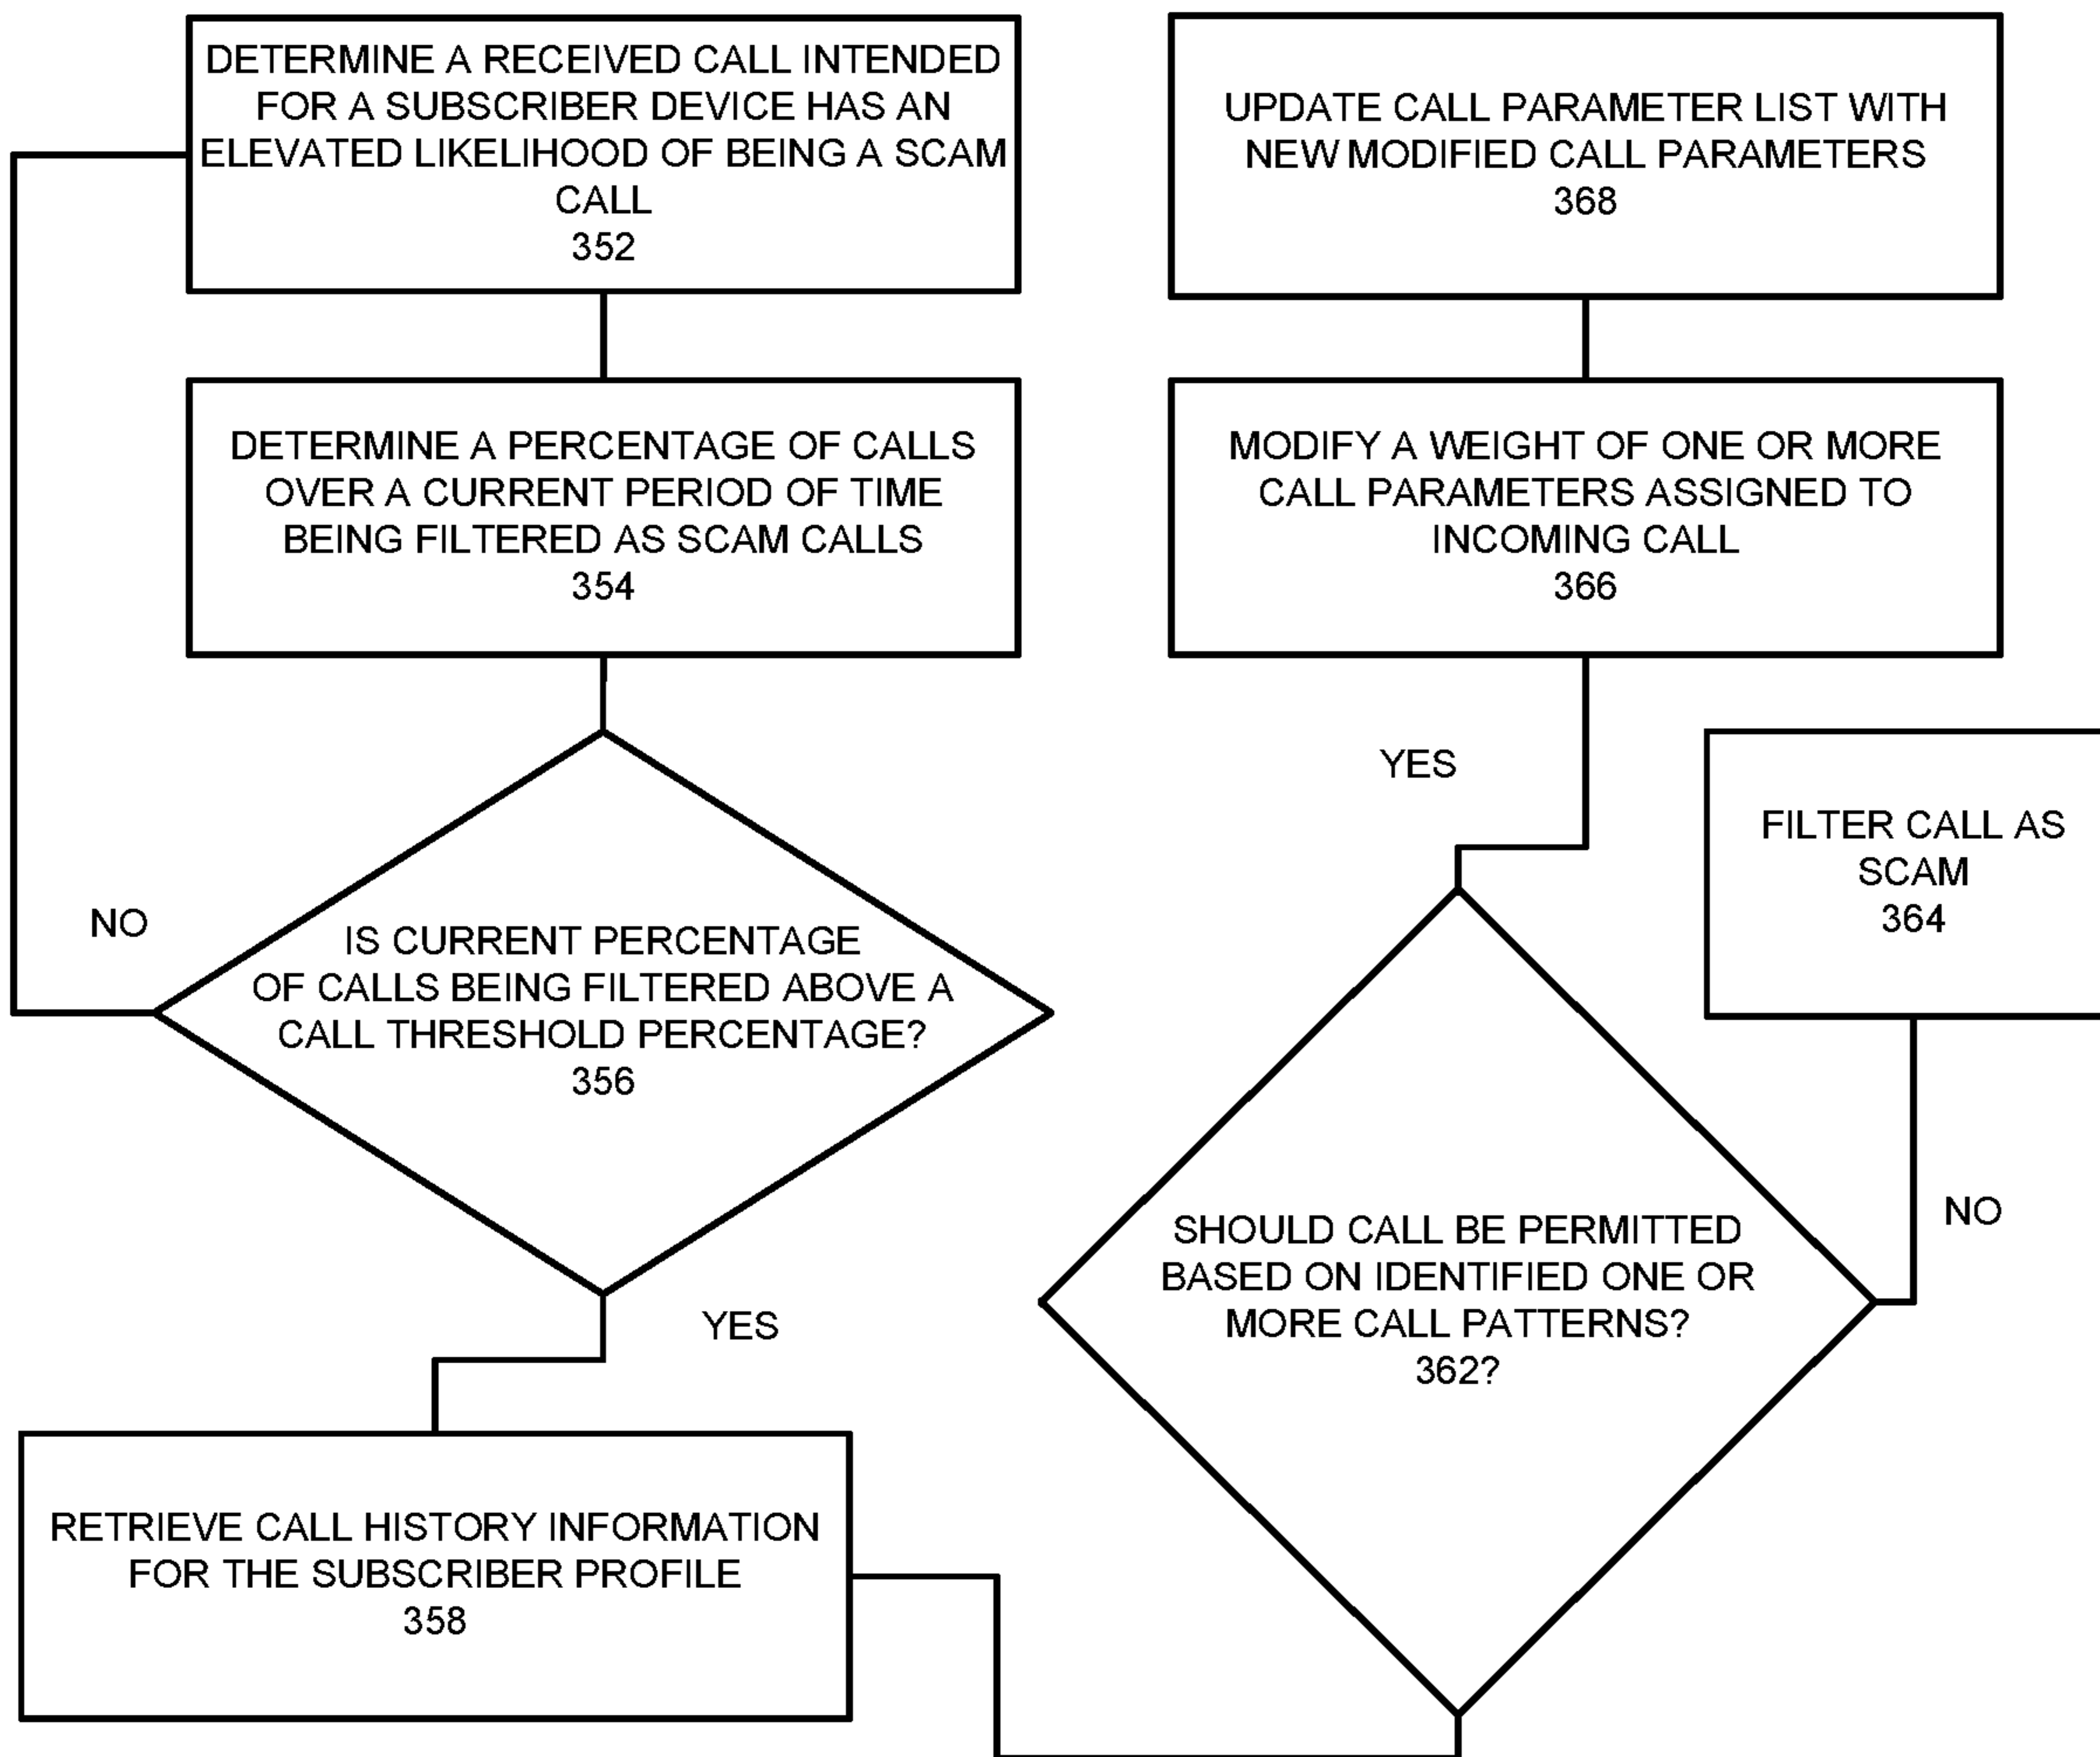 DETERMINE A RECEIVED CALL INTENDED
FOR A SUBSCRIBER DEVICE HAS AN
ELEVATED LIKELIHOOD OF BEING A SCAM
CALL
352
DETERMINE A PERCENTAGE OF CALLS
OVER A CURRENT PERIOD OF TIME
BEING FILTERED AS SCAM CALLS
354
NO
IS CURRENT PERCENTAGE
OF CALLS BEING FILTERED ABOVE A
CALL THRESHOLD PERCENTAGE?
356
YES
RETRIEVE CALL HISTORY INFORMATION
FOR THE SUBSCRIBER PROFILE
358
UPDATE CALL PARAMETER LIST WITH
NEW MODIFIED CALL PARAMETERS
368
MODIFY A WEIGHT OF ONE OR MORE
CALL PARAMETERS ASSIGNED TO
INCOMING CALL
366
YES
FILTER CALL AS
SCAM
364
NO
SHOULD CALL BE PERMITTED
BASED ON IDENTIFIED ONE OR
MORE CALL PATTERNS?
362?